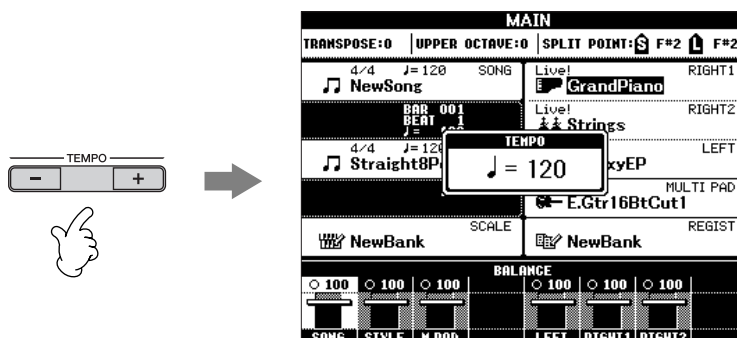 MAIN
TRANSPOSE:0 UPPER OCTAVE:0 SPLIT POINT: S F#2 L F#2
4/4 ♩=120 SONG
NewSong
BAR 001
BEAT 1
4/4 ♩=120
SCALE
NewBank
Live! RIGHT1
GrandPiano
Live! RIGHT2
Strings
LEFT
MULTI PAD
E.Gtr16BtCut1
REGIST
NewBank
TEMPO
♩= 120
TEMPO
− +
BALANCE
100 100 100 100 100 100
SONG STYLE M.PAD LEFT RIGHT1 RIGHT2